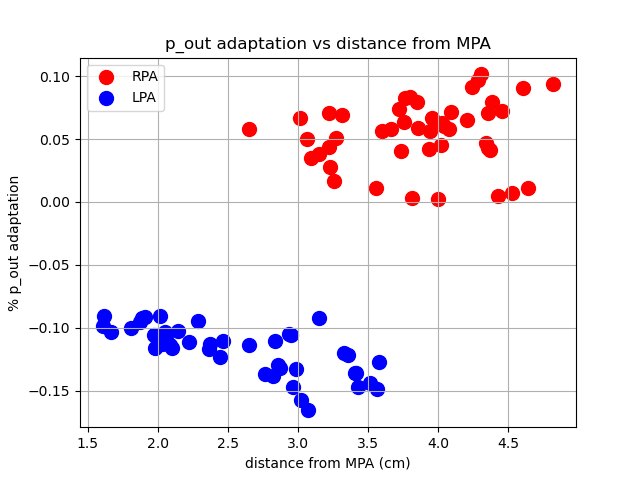 p_out adaptation vs distance from MPA
RPA
LPA
% p_out adaptation
0.10
0.05
0.00
−0.05
−0.10
−0.15
1.5 2.0 2.5 3.0 3.5 4.0 4.5
distance from MPA (cm)